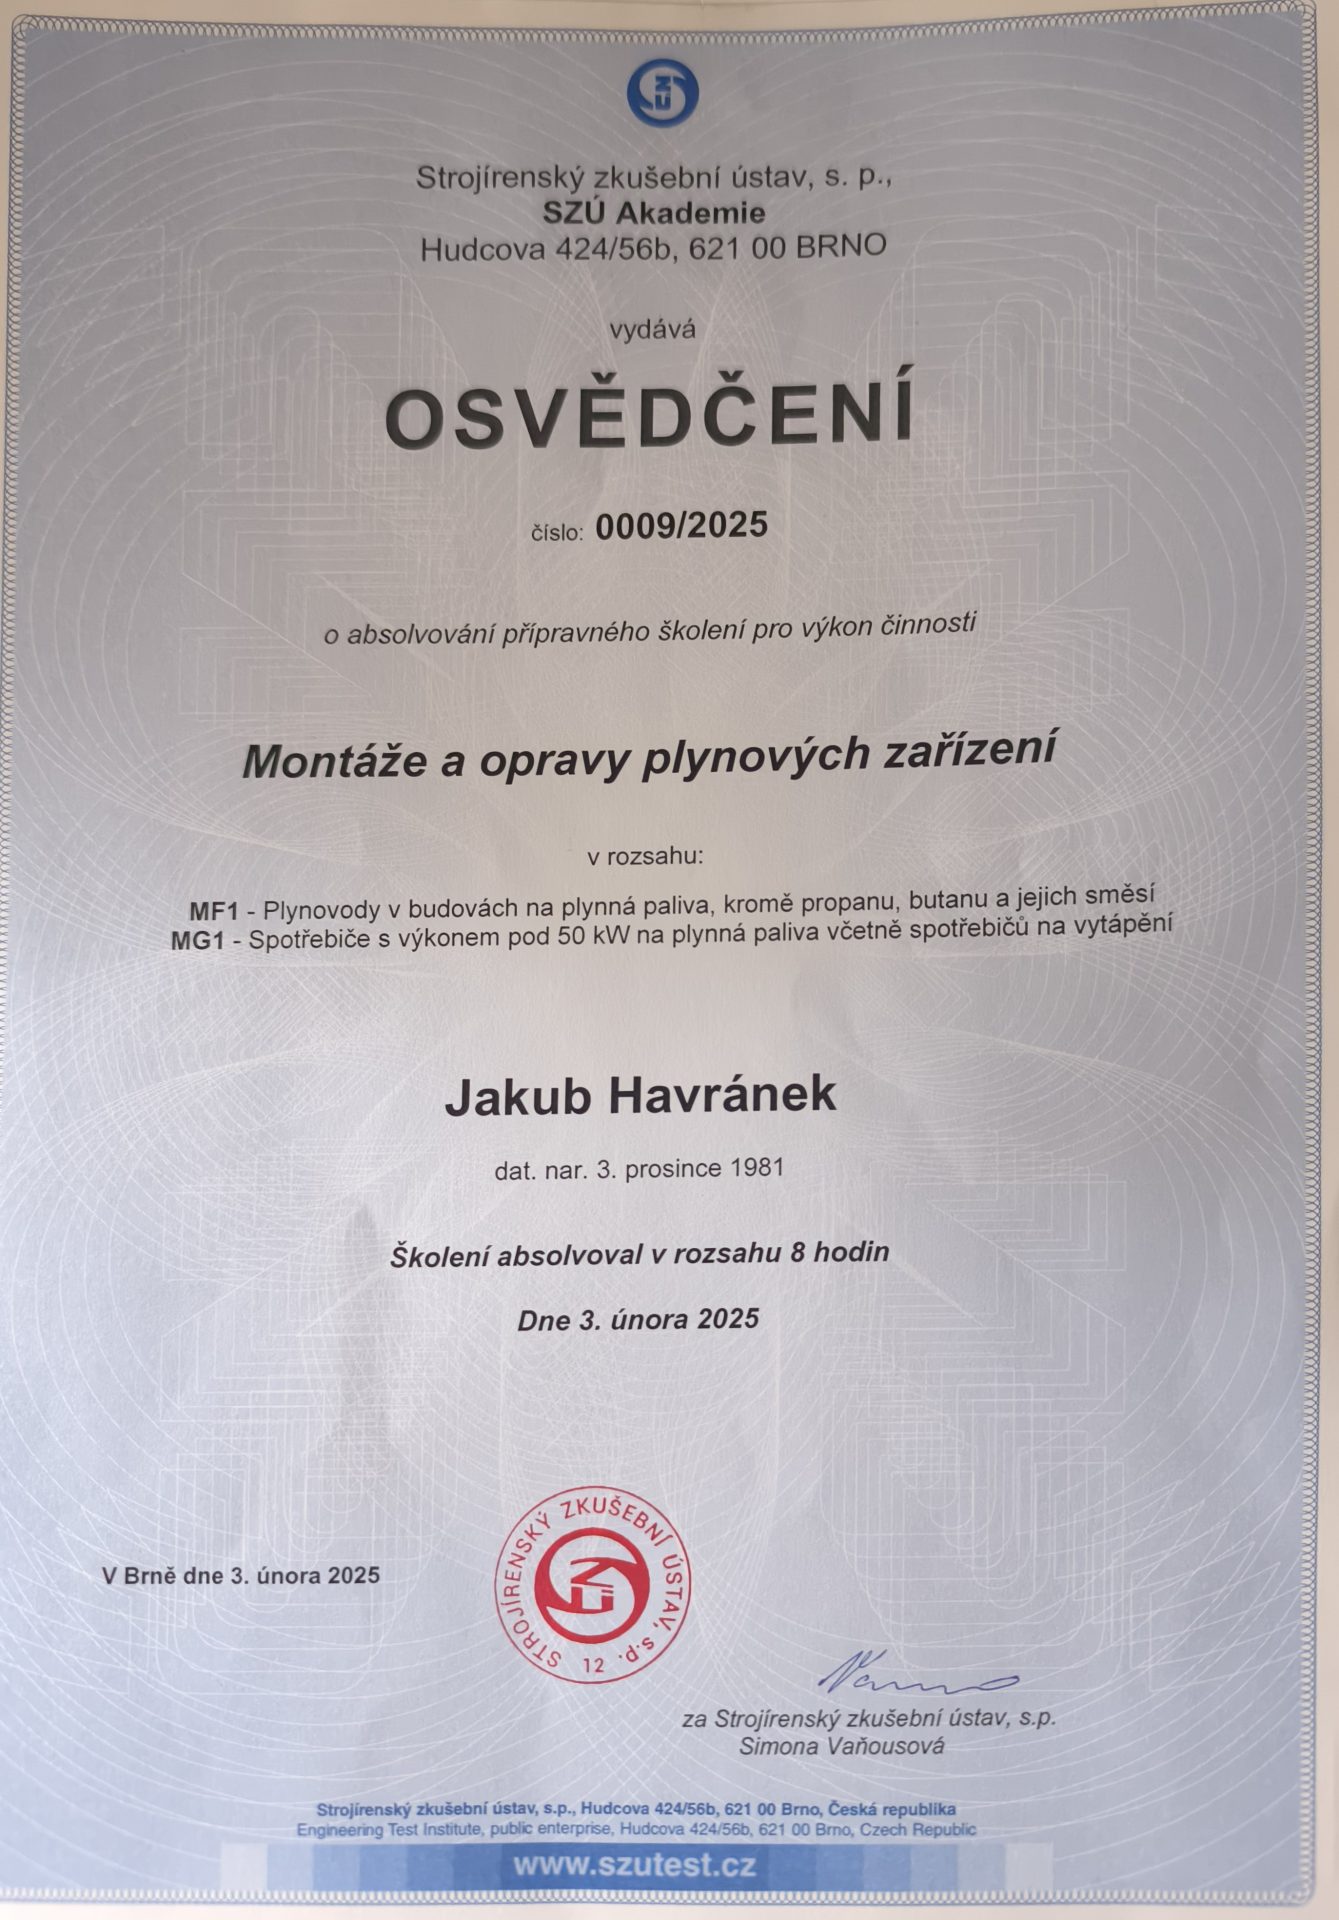 SZÚ
Strojírenský zkušební ústav, s. p.,
SZÚ Akademie
Hudcova 424/56b, 621 00 BRNO
vydává
OSVĚDČENÍ
číslo: 0009/2025
o absolvování přípravného školení pro výkon činnosti
Montáže a opravy plynových zařízení
v rozsahu:
MF1 - Plynovody v budovách na plynná paliva, kromě propanu, butanu a jejich směsí
MG1 - Spotřebiče s výkonem pod 50 kW na plynná paliva včetně spotřebičů na vytápění
Jakub Havránek
dat. nar. 3. prosince 1981
Školení absolvoval v rozsahu 8 hodin
Dne 3. února 2025
V Brně dne 3. února 2025
STROJÍRENSKÝ ZKUŠEBNÍ ÚSTAV, s.p.
SZÚ
12
za Strojírenský zkušební ústav, s.p.
Simona Vaňousová
Strojírenský zkušební ústav, s.p., Hudcova 424/56b, 621 00 Brno, Česká republika
Engineering Test Institute, public enterprise, Hudcova 424/56b, 621 00 Brno, Czech Republic
www.szutest.cz